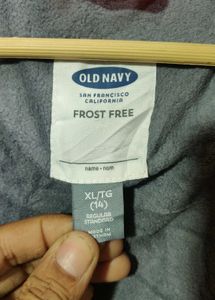 OLD NAVY
SAN FRANCISCO
CALIFORNIA
FROST FREE
name • nom
XL/TG
(14)
REGULAR
STANDARD
MADE IN